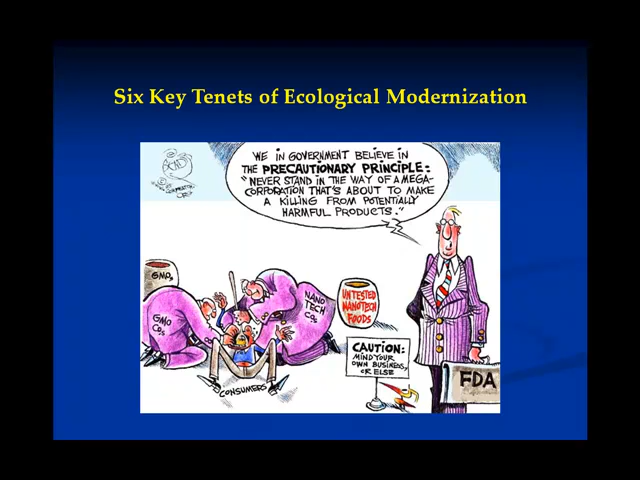 Six Key Tenets of Ecological Modernization
WE IN GOVERNMENT BELIEVE IN
THE PRECAUTIONARY PRINCIPLE:
"NEVER STAND IN THE WAY OF A MEGA-
CORPORATION THAT'S ABOUT TO MAKE
A KILLING FROM POTENTIALLY
HARMFUL PRODUCTS."
GMOs
GMO
COs
NANO
TECH
COs
UNTESTED
NANOTECH
FOODS
CAUTION:
MIND YOUR
OWN BUSINESS,
OR ELSE
FDA
CONSUMERS